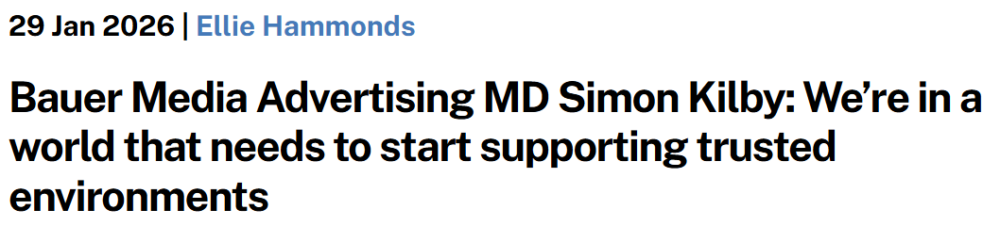 29 Jan 2026 | Ellie Hammonds
Bauer Media Advertising MD Simon Kilby: We’re in a
world that needs to start supporting trusted
environments